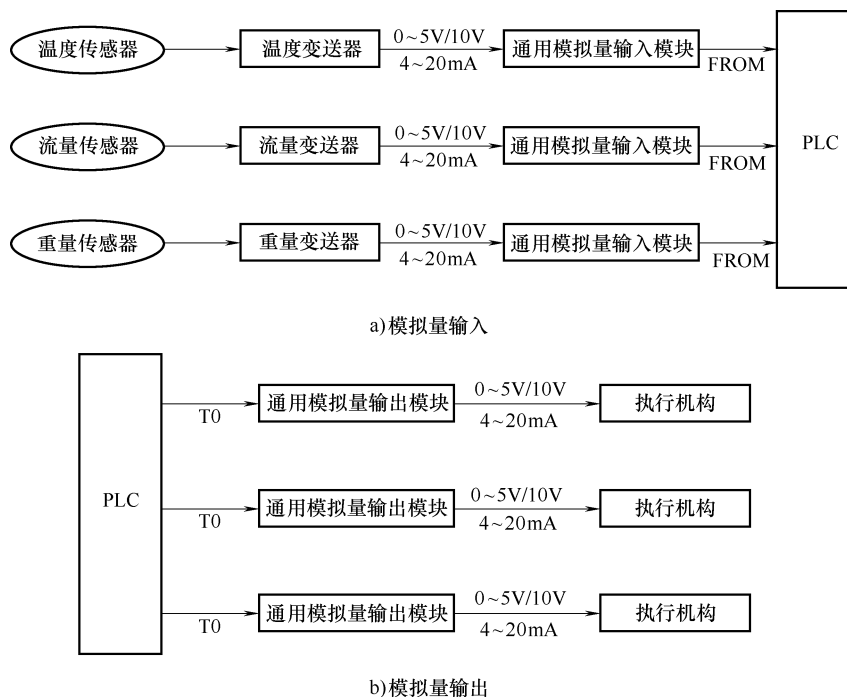 温度传感器
温度变送器
0~5V/10V
4~20mA
通用模拟量输入模块
FROM
流量传感器
流量变送器
0~5V/10V
4~20mA
通用模拟量输入模块
FROM
PLC
重量传感器
重量变送器
0~5V/10V
4~20mA
通用模拟量输入模块
FROM
a)模拟量输入
PLC
T0
通用模拟量输出模块
0~5V/10V
4~20mA
执行机构
T0
通用模拟量输出模块
0~5V/10V
4~20mA
执行机构
T0
通用模拟量输出模块
0~5V/10V
4~20mA
执行机构
b)模拟量输出